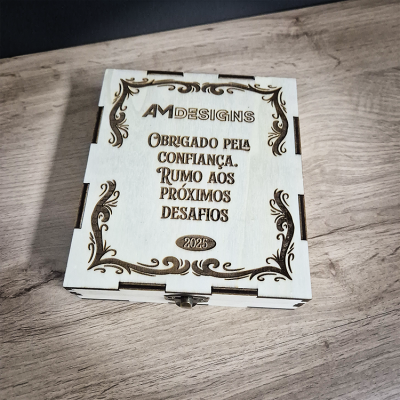 AMDESIGNS
OBRIGADO PELA
CONFIANÇA.
RUMO AOS
PRÓXIMOS
DESAFIOS
2025